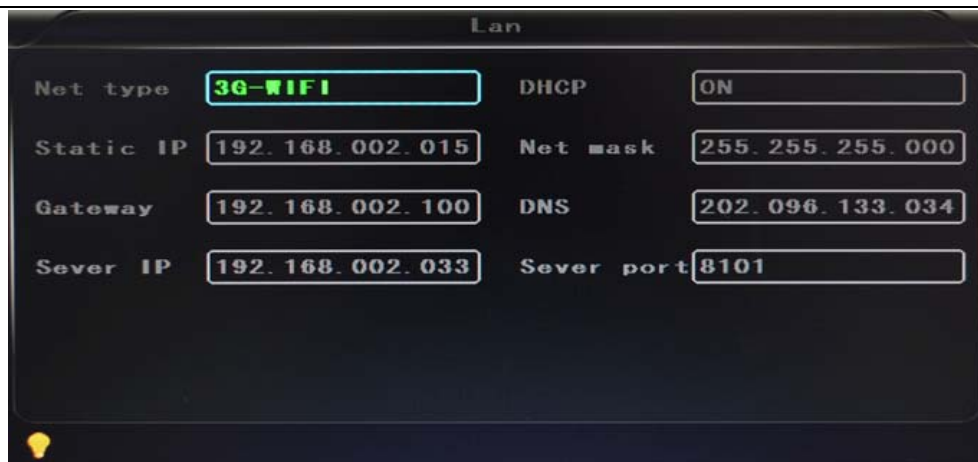 Lan
Net type 3G-WIFI DHCP ON
Static IP 192.168.002.015 Net mask 255.255.255.000
Gateway 192.168.002.100 DNS 202.096.133.034
Sever IP 192.168.002.033 Sever port 8101